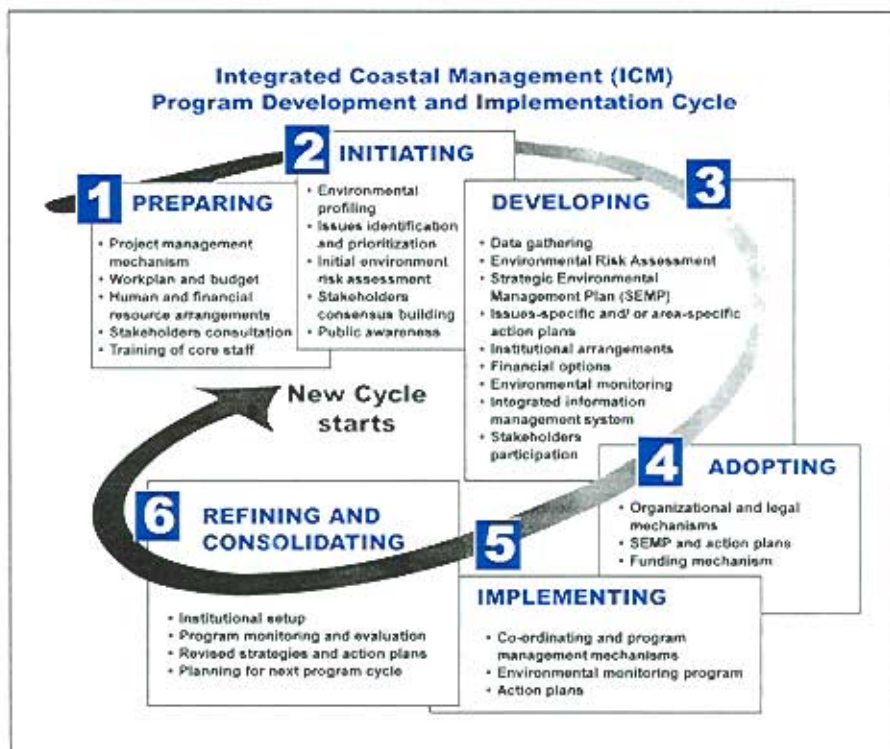 Integrated Coastal Management (ICM)
Program Development and Implementation Cycle
1
PREPARING
• Project management
mechanism
• Workplan and budget
• Human and financial
resource arrangements
• Stakeholders consultation
• Training of core staff
2
INITIATING
• Environmental
profiling
• Issues identification
and prioritization
• Initial environment
risk assessment
• Stakeholders
consensus building
• Public awareness
3
DEVELOPING
• Data gathering
• Environmental Risk Assessment
• Strategic Environmental
Management Plan (SEMP)
• Issues-specific and/ or area-specific
action plans
• Institutional arrangements
• Financial options
• Environmental monitoring
• Integrated information
management system
• Stakeholders
participation
4
ADOPTING
• Organizational and legal
mechanisms
• SEMP and action plans
• Funding mechanism
5
IMPLEMENTING
• Co-ordinating and program
management mechanisms
• Environmental monitoring program
• Action plans
6
REFINING AND
CONSOLIDATING
• Institutional setup
• Program monitoring and evaluation
• Revised strategies and action plans
• Planning for next program cycle
New Cycle
starts